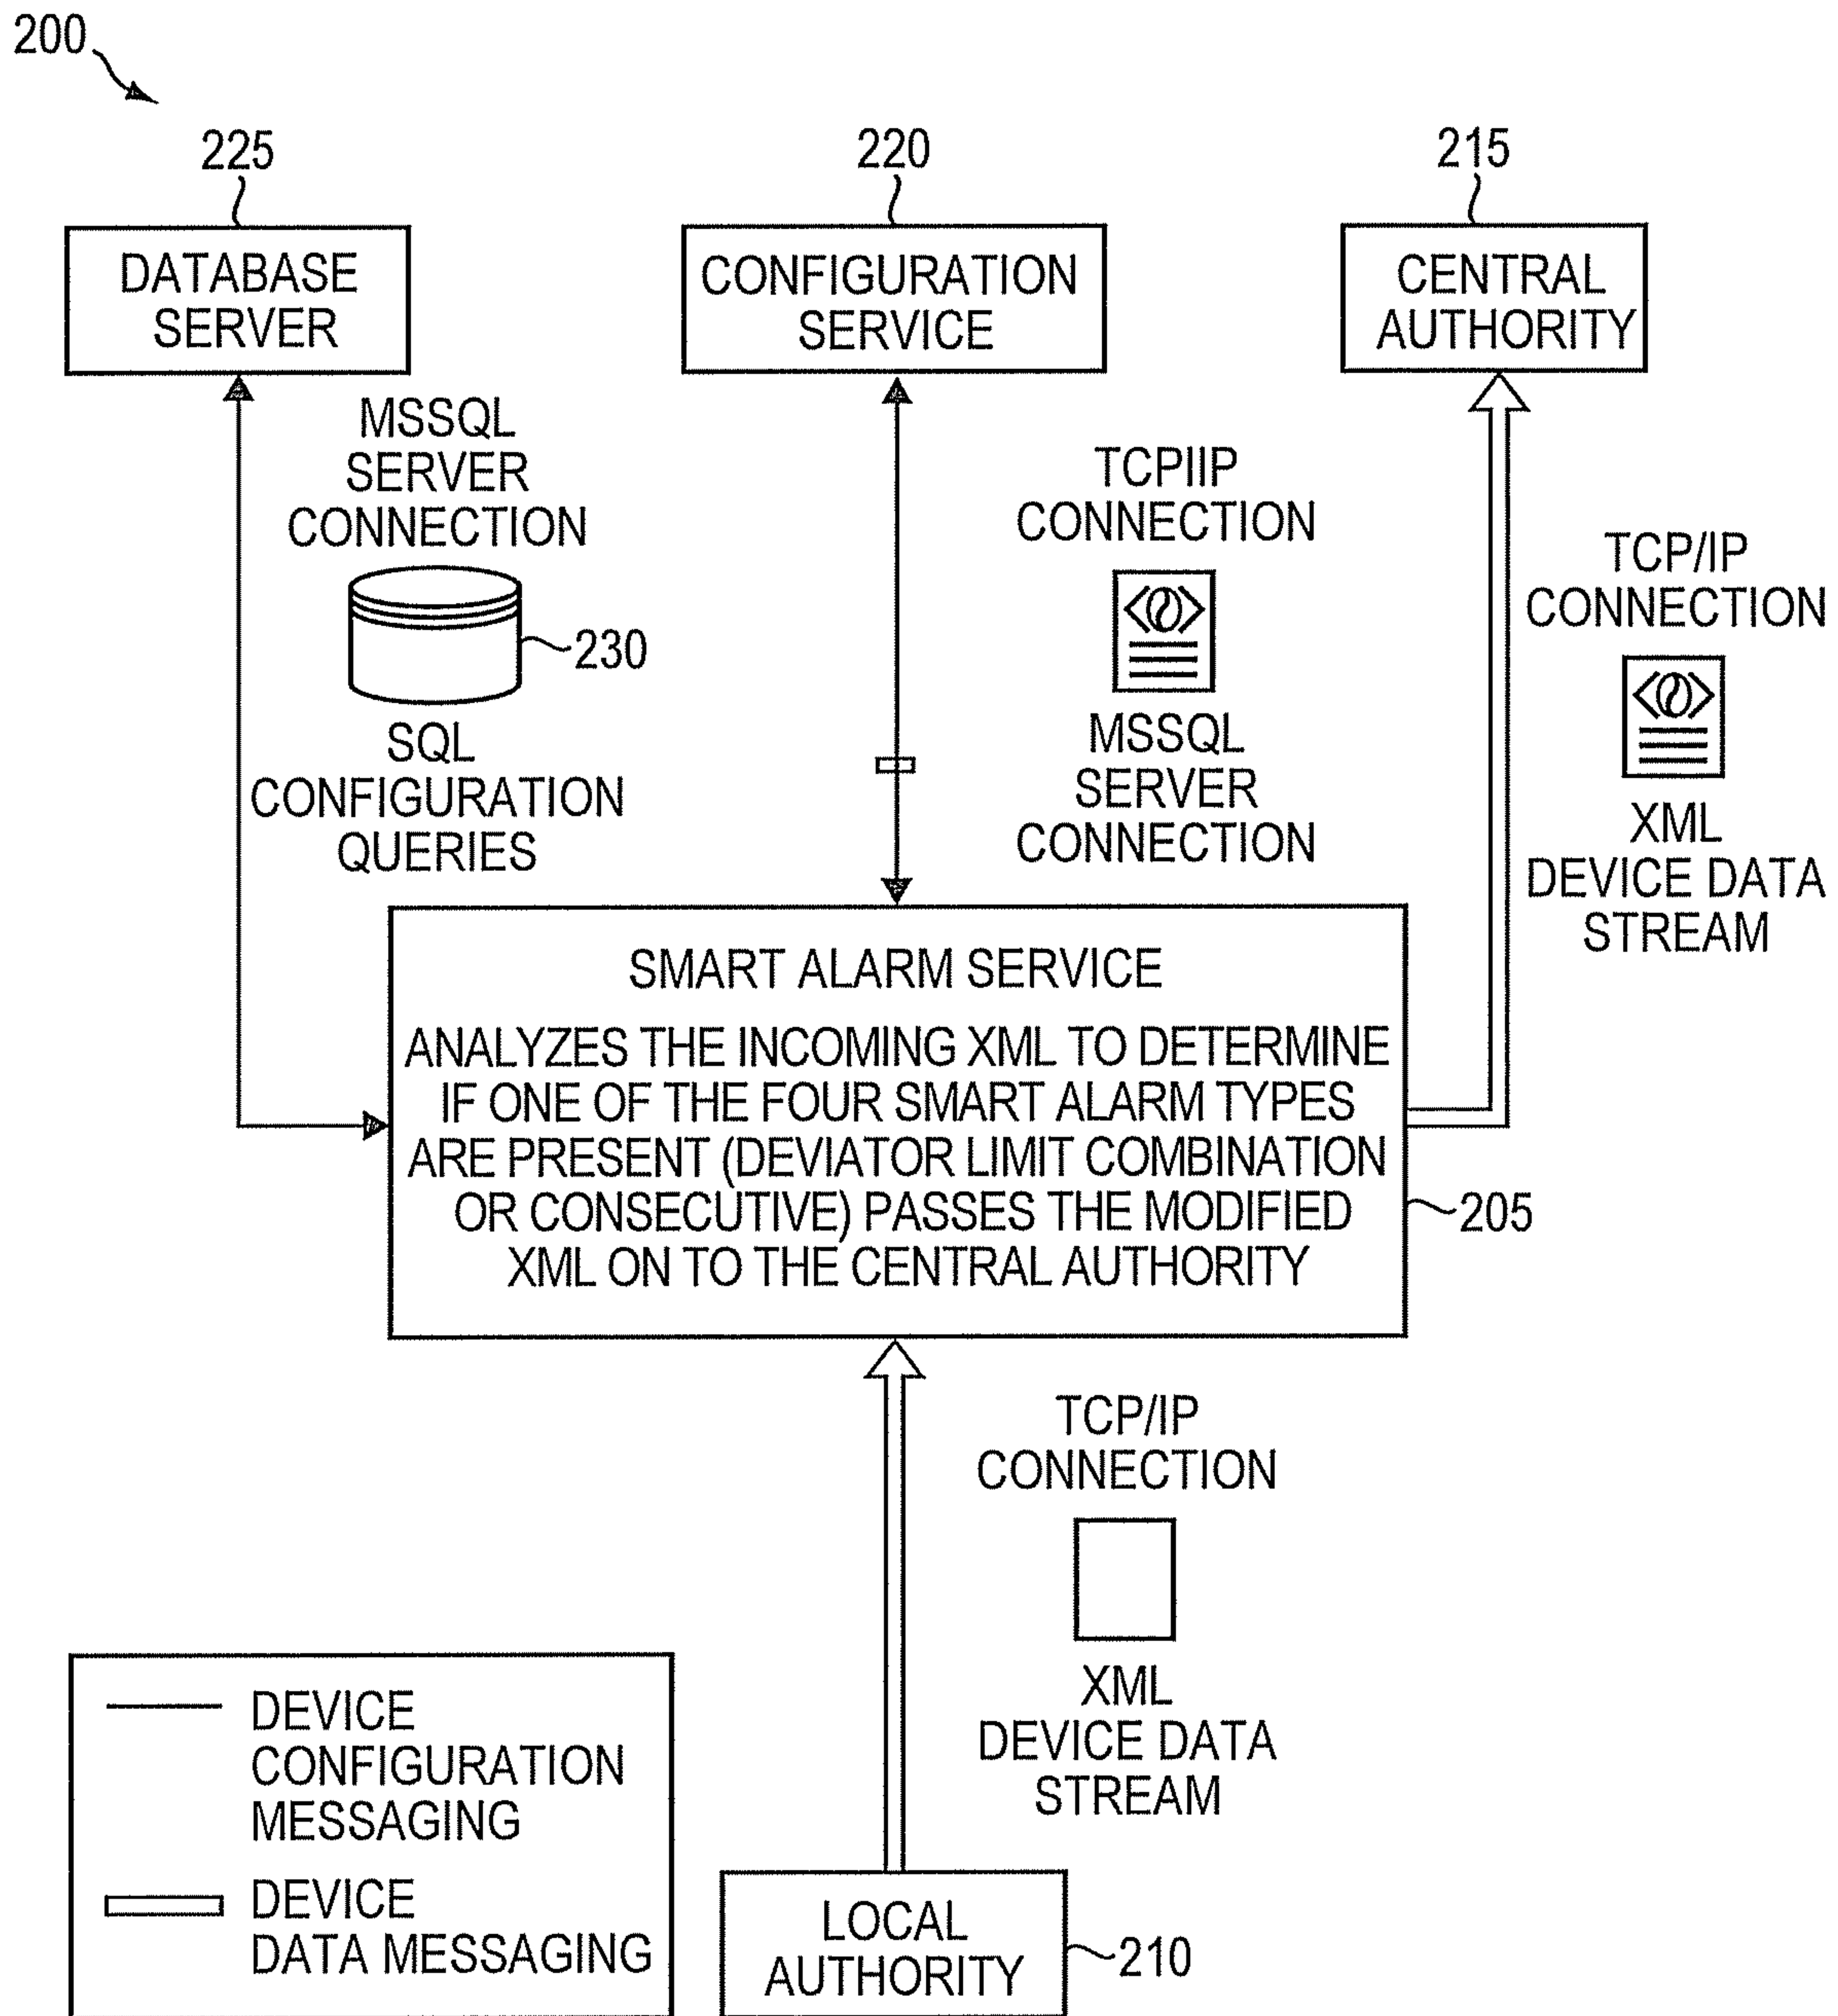 200
225
220
215
DATABASE
SERVER
CONFIGURATION
SERVICE
CENTRAL
AUTHORITY
MSSQL
SERVER
CONNECTION
230
SQL
CONFIGURATION
QUERIES
TCPIIP
CONNECTION
MSSQL
SERVER
CONNECTION
TCP/IP
CONNECTION
XML
DEVICE DATA
STREAM
SMART ALARM SERVICE
ANALYZES THE INCOMING XML TO DETERMINE
IF ONE OF THE FOUR SMART ALARM TYPES
ARE PRESENT (DEVIATOR LIMIT COMBINATION
OR CONSECUTIVE) PASSES THE MODIFIED
XML ON TO THE CENTRAL AUTHORITY
205
TCP/IP
CONNECTION
XML
DEVICE DATA
STREAM
DEVICE
CONFIGURATION
MESSAGING
DEVICE
DATA MESSAGING
LOCAL
AUTHORITY
210